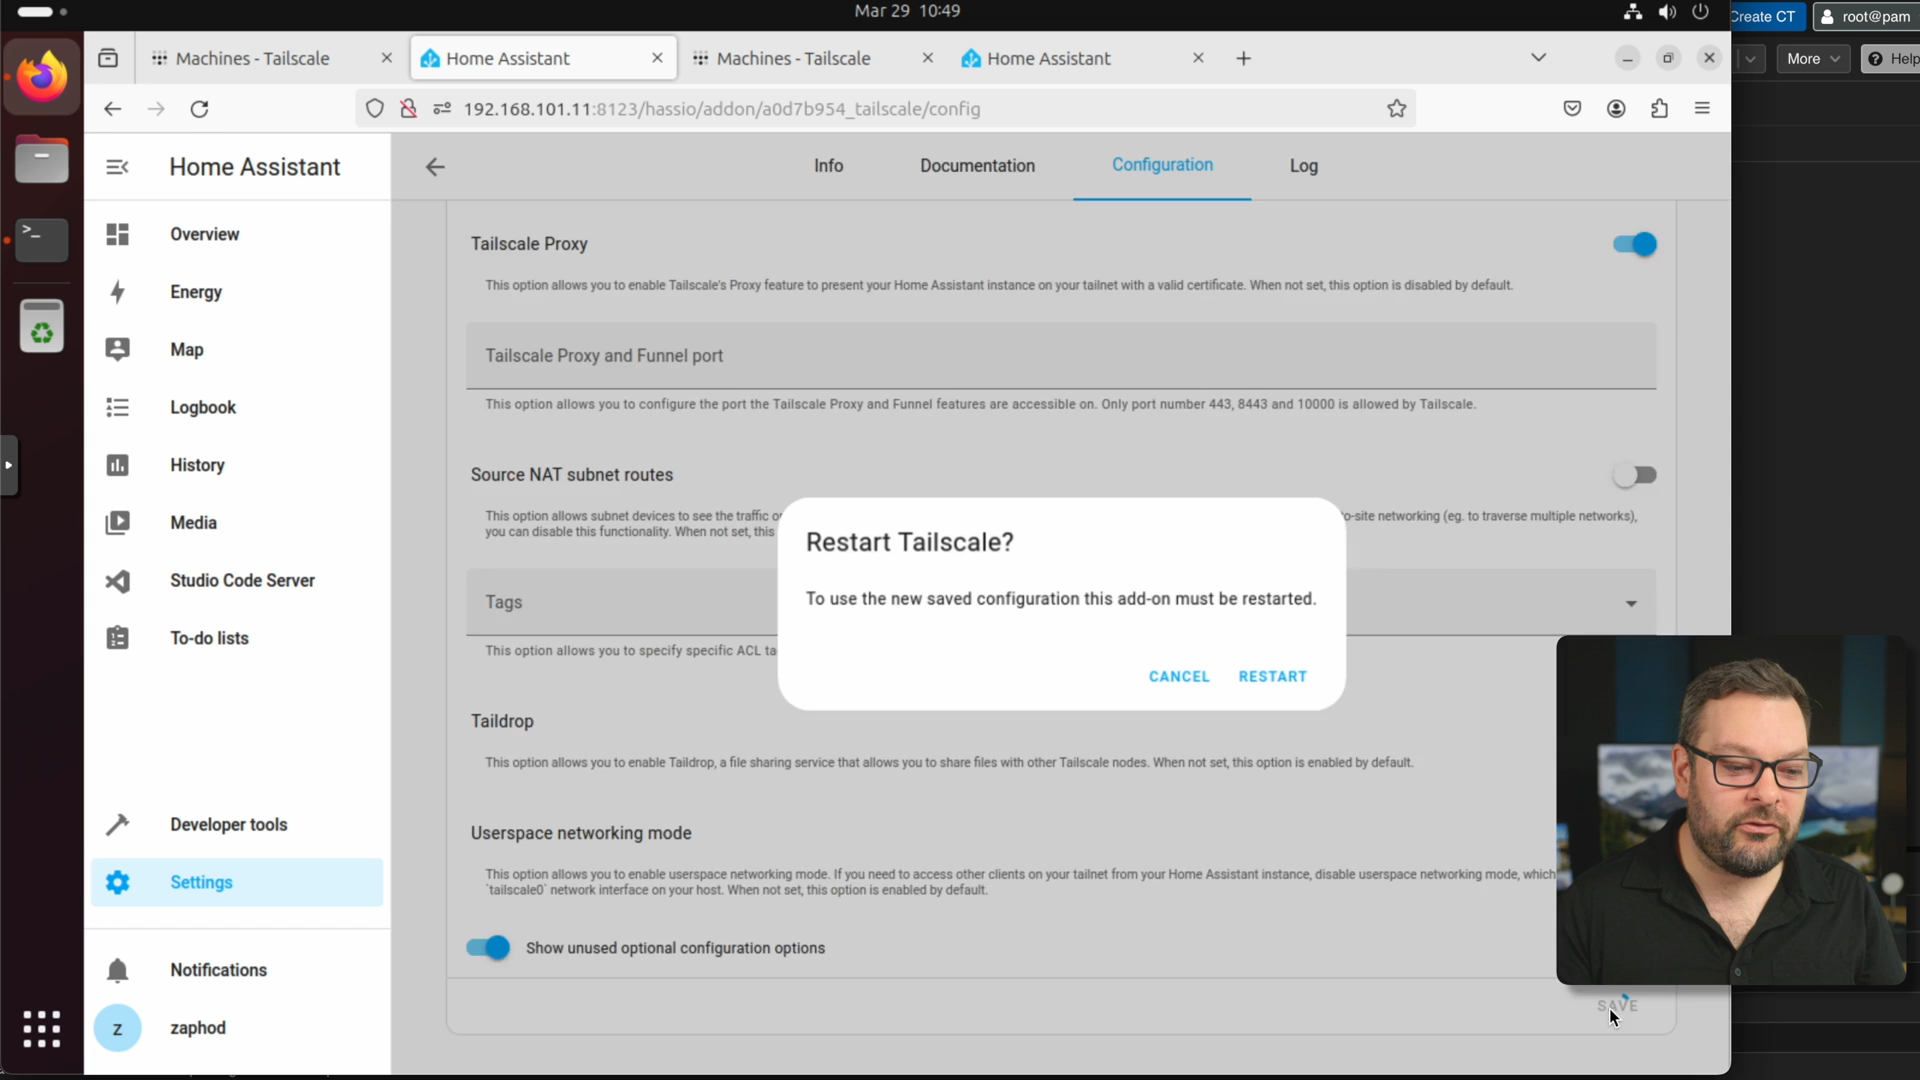 Mar 29 10:49
Create CT
root@pam
Machines - Tailscale
Home Assistant
Machines - Tailscale
Home Assistant
More
Help
192.168.101.11:8123/hassio/addon/a0d7b954_tailscale/config
Home Assistant
Info
Documentation
Configuration
Log
Overview
Energy
Map
Logbook
History
Media
Studio Code Server
To-do lists
Developer tools
Settings
Notifications
z
zaphod
Tailscale Proxy
This option allows you to enable Tailscale's Proxy feature to present your Home Assistant instance on your tailnet with a valid certificate. When not set, this option is disabled by default.
Tailscale Proxy and Funnel port
This option allows you to configure the port the Tailscale Proxy and Funnel features are accessible on. Only port number 443, 8443 and 10000 is allowed by Tailscale.
Source NAT subnet routes
This option allows subnet devices to see the traffic o
o-site networking (eg. to traverse multiple networks),
you can disable this functionality. When not set, this
Tags
This option allows you to specify specific ACL ta
Restart Tailscale?
To use the new saved configuration this add-on must be restarted.
CANCEL
RESTART
Taildrop
This option allows you to enable Taildrop, a file sharing service that allows you to share files with other Tailscale nodes. When not set, this option is enabled by default.
Userspace networking mode
This option allows you to enable userspace networking mode. If you need to access other clients on your tailnet from your Home Assistant instance, disable userspace networking mode, which
`tailscale0` network interface on your host. When not set, this option is enabled by default.
Show unused optional configuration options
SAVE